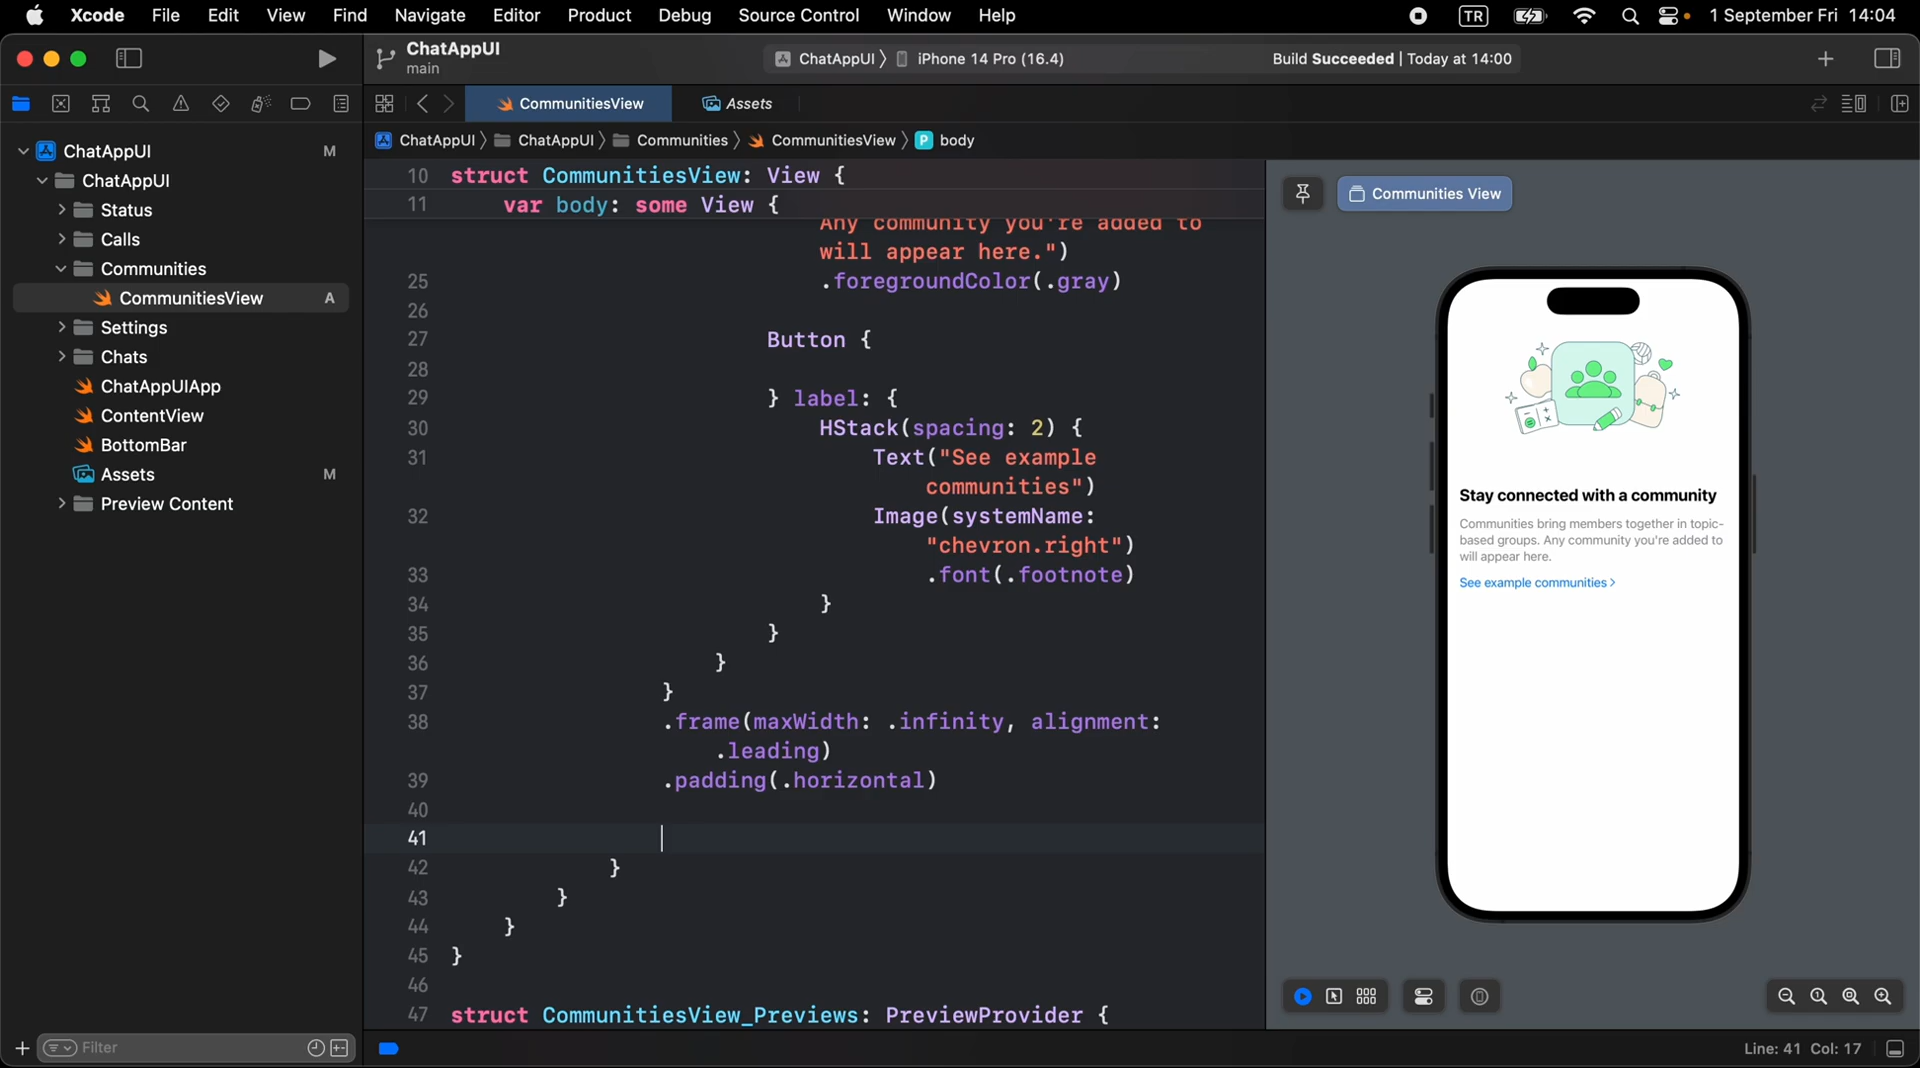 Xcode File Edit View Find Navigate Editor Product Debug Source Control Window Help TR 1 September Fri 14:04
ChatAppUI
main
ChatAppUI 〉 iPhone 14 Pro (16.4) Build Succeeded | Today at 14:00
CommunitiesView Assets
ChatAppUI 〉 ChatAppUI 〉 Communities 〉 CommunitiesView 〉 P body
ChatAppUI M
ChatAppUI
Status
Calls
Communities
CommunitiesView A
Settings
Chats
ChatAppUIApp
ContentView
BottomBar
Assets M
Preview Content
Filter
10 struct CommunitiesView: View {
11 var body: some View {
Any community you're added to
will appear here.")
25 .foregroundColor(.gray)
26
27 Button {
28
29 } label: {
30 HStack(spacing: 2) {
31 Text("See example
communities")
32 Image(systemName:
"chevron.right")
33 .font(.footnote)
34 }
35 }
36 }
37 }
38 .frame(maxWidth: .infinity, alignment:
.leading)
39 .padding(.horizontal)
40
41
42 }
43 }
44 }
45 }
46
47 struct CommunitiesView_Previews: PreviewProvider {
Communities View
Stay connected with a community
Communities bring members together in topic-
based groups. Any community you're added to
will appear here.
See example communities >
Line: 41 Col: 17